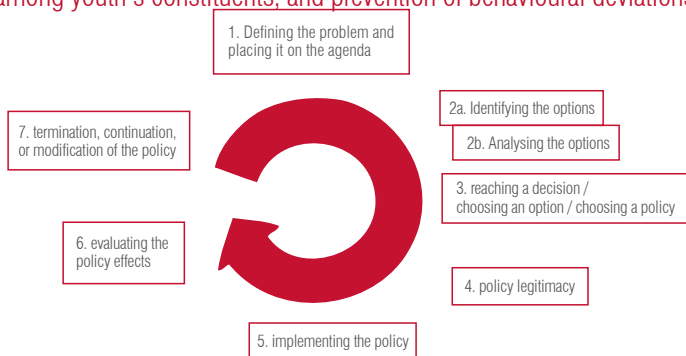 among youth's constituents, and prevention of behavioural deviations
1. Defining the problem and
placing it on the agenda
2a. Identifying the options
2b. Analysing the options
3. reaching a decision /
choosing an option / choosing a policy
4. policy legitimacy
5. implementing the policy
6. evaluating the
policy effects
7. termination, continuation,
or modification of the policy